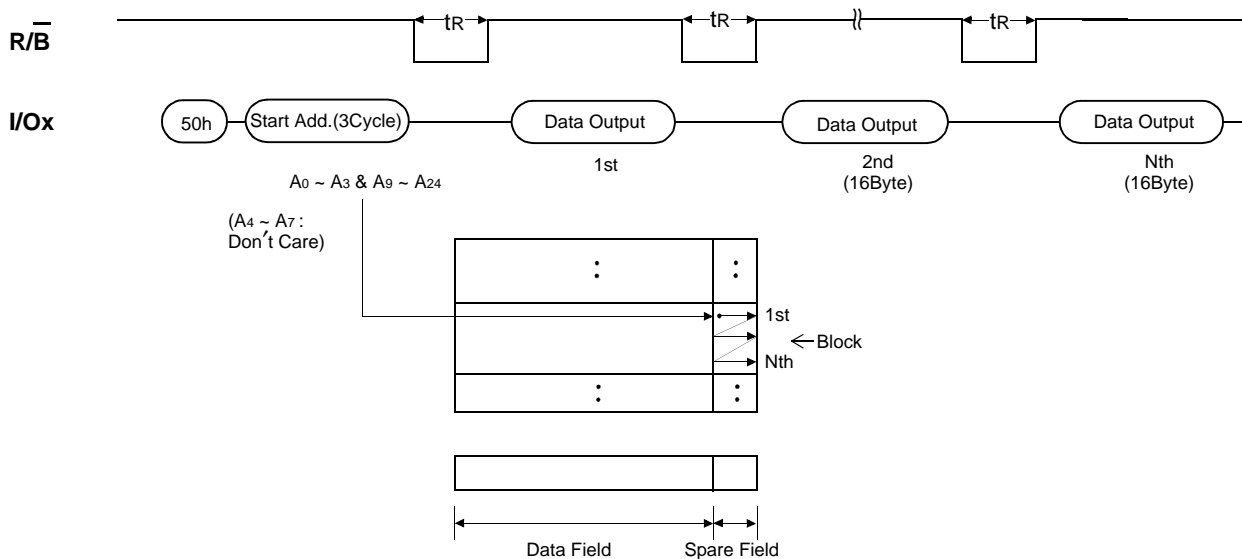 tR tR tR
R/B
I/Ox 50h Start Add.(3Cycle) Data Output Data Output Data Output
1st 2nd Nth
(16Byte) (16Byte)
A0 ~ A3 & A9 ~ A24
(A4 ~ A7 :
Don't Care)
: :
1st
Block
Nth
: :
Data Field Spare Field